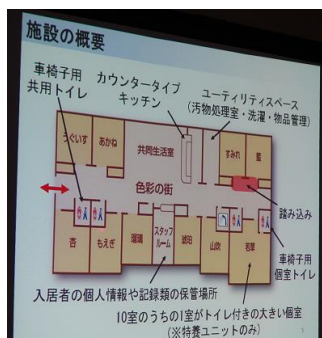 施設の概要
車椅子用
共用トイレ
カウンタータイプ
キッチン
ユーティリティスペース
(汚物処理室・洗濯・物品管理)
うぐいす
あかね
共同生活室
すみれ
藍
色彩の街
踏み込み
杏
もえぎ
瑠璃
スタッフ
ルーム
琥珀
山吹
若草
車椅子用
個室トイレ
入居者の個人情報や記録類の保管場所
10室のうちの1室がトイレ付きの大きい個室
(※特養ユニットのみ)